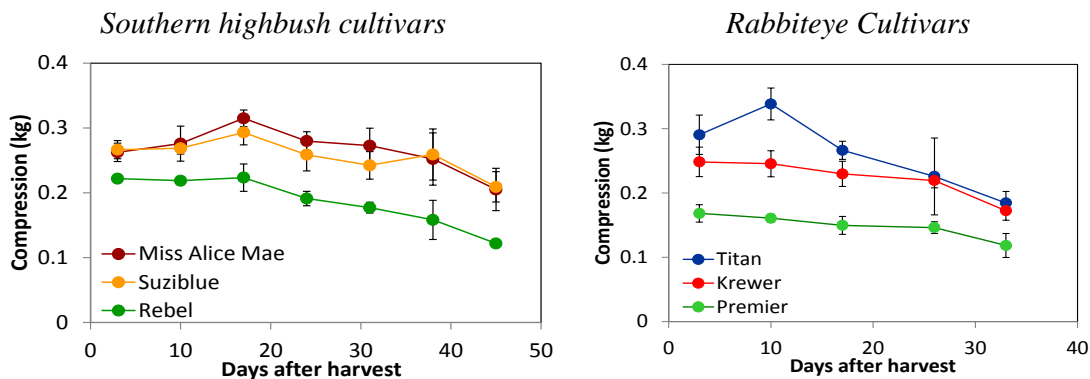 Southern highbush cultivars
Compression (kg)
0.4
0.3
0.2
0.1
0
Miss Alice Mae
Suziblue
Rebel
0 10 20 30 40 50
Days after harvest
Rabbiteye Cultivars
Compression (kg)
0.4
0.3
0.2
0.1
0
Titan
Krewer
Premier
0 10 20 30 40
Days after harvest